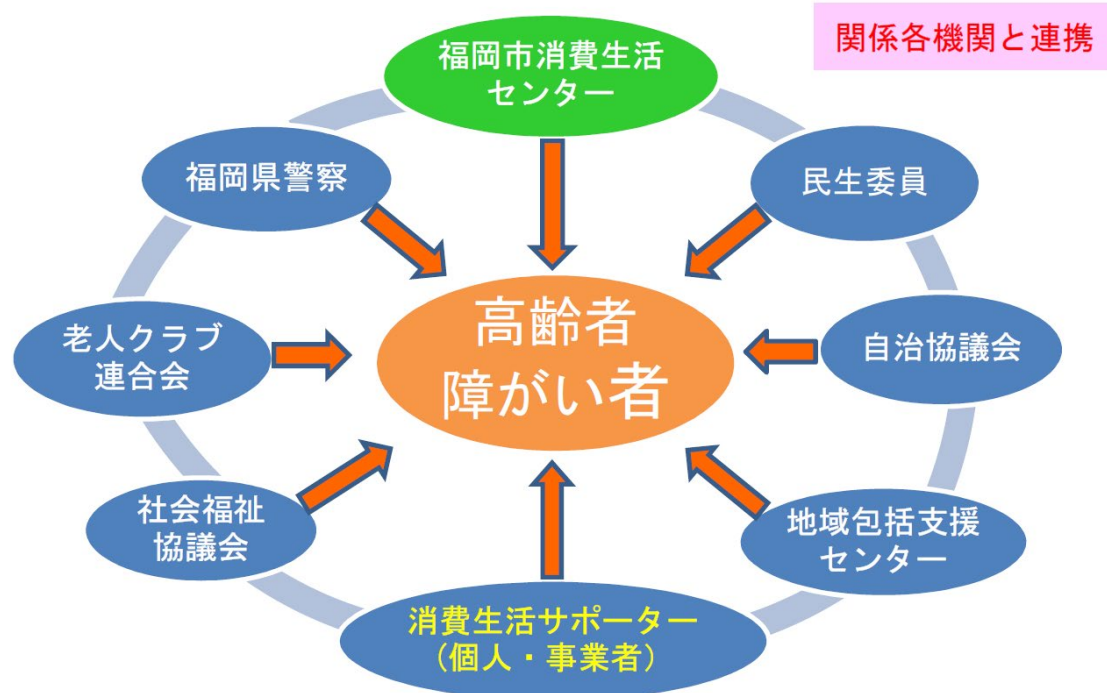 関係各機関と連携
福岡市消費生活
センター
福岡県警察
民生委員
高齢者
障がい者
老人クラブ
連合会
自治協議会
社会福祉
協議会
地域包括支援
センター
消費生活サポーター
（個人・事業者）